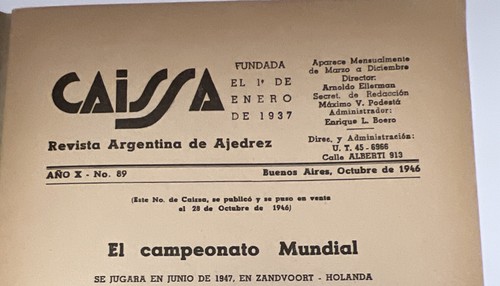 CAISSA
FUNDADA
EL 1º DE
ENERO
DE 1937
Aparece Mensualmente
de Marzo a Diciembre
Director:
Arnoldo Ellerman
Secret. de Redacción
Máximo V. Podestá
Administrador:
Enrique L. Boero
Direc. y Administración:
U. T. 45 - 6966
Calle ALBERTI 913
Revista Argentina de Ajedrez
AÑO X - No. 89
Buenos Aires, Octubre de 1946
(Este No. de Caissa, se publicó y se puso en venta
el 28 de Octubre de 1946)
El campeonato Mundial
SE JUGARA EN JUNIO DE 1947, EN ZANDVOORT - HOLANDA